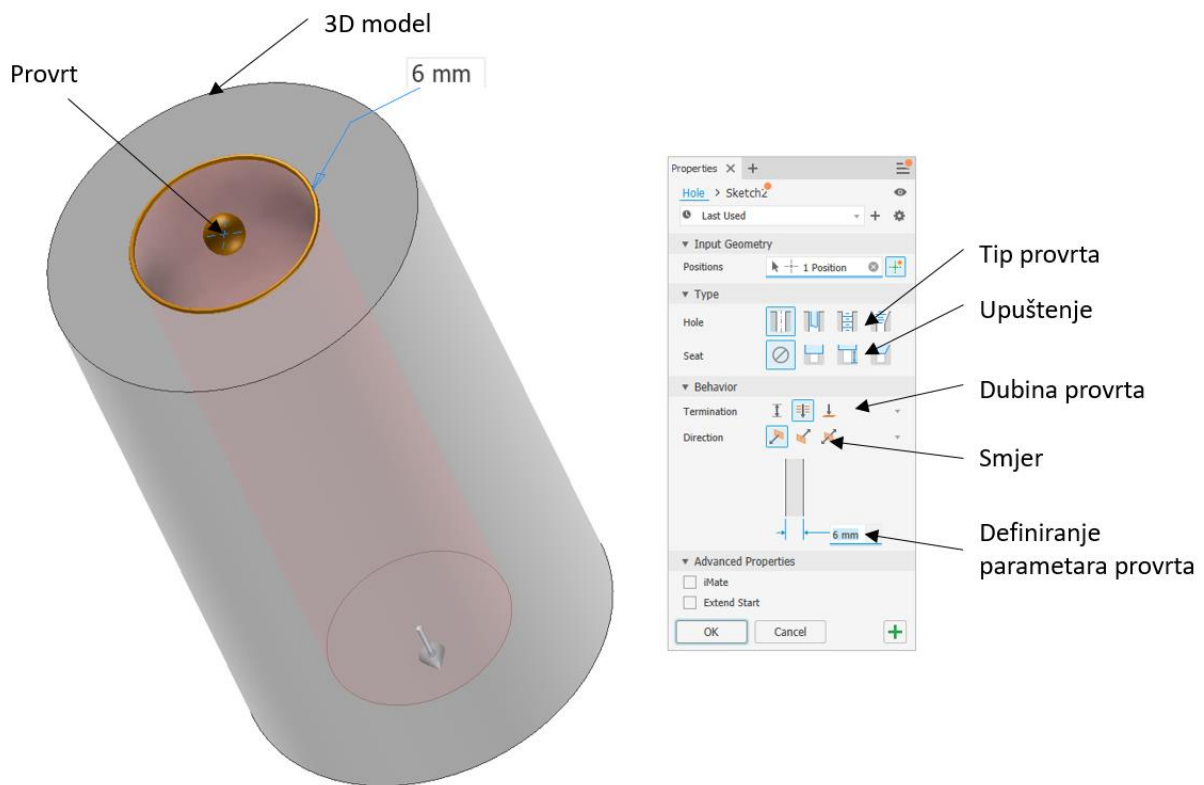 3D model
Provrt
6 mm
Properties
Hole > Sketch2
Last Used
Input Geometry
Positions 1 Position
Type
Hole
Seat
Behavior
Termination
Direction
6 mm
Advanced Properties
iMate
Extend Start
OK Cancel
Tip provrta
Upuštenje
Dubina provrta
Smjer
Definiranje
parametara provrta